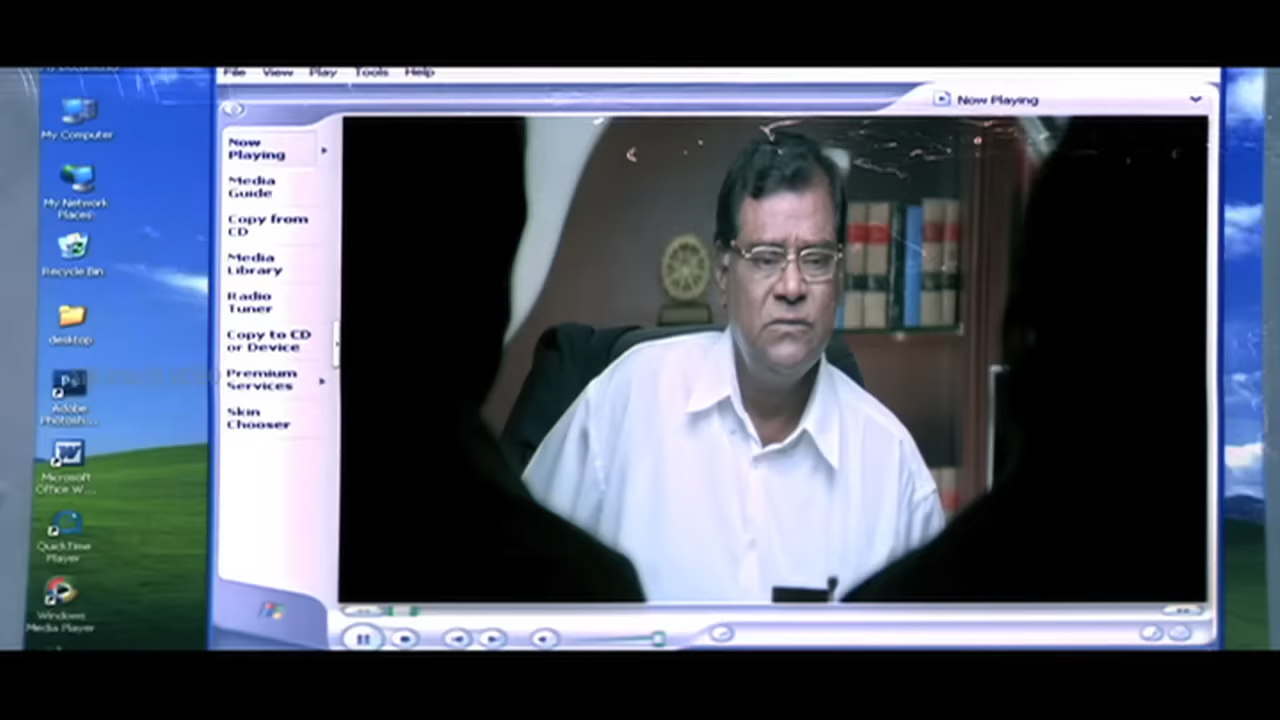 File View Play Tools Help
Now Playing
My Computer
My Network
Places
Recycle Bin
desktop
Ps
Adobe
Photosh...
W
Microsoft
Office W...
QuickTime
Player
Windows
Media Player
Now
Playing
Media
Guide
Copy from
CD
Media
Library
Radio
Tuner
Copy to CD
or Device
Premium
Services
Skin
Chooser